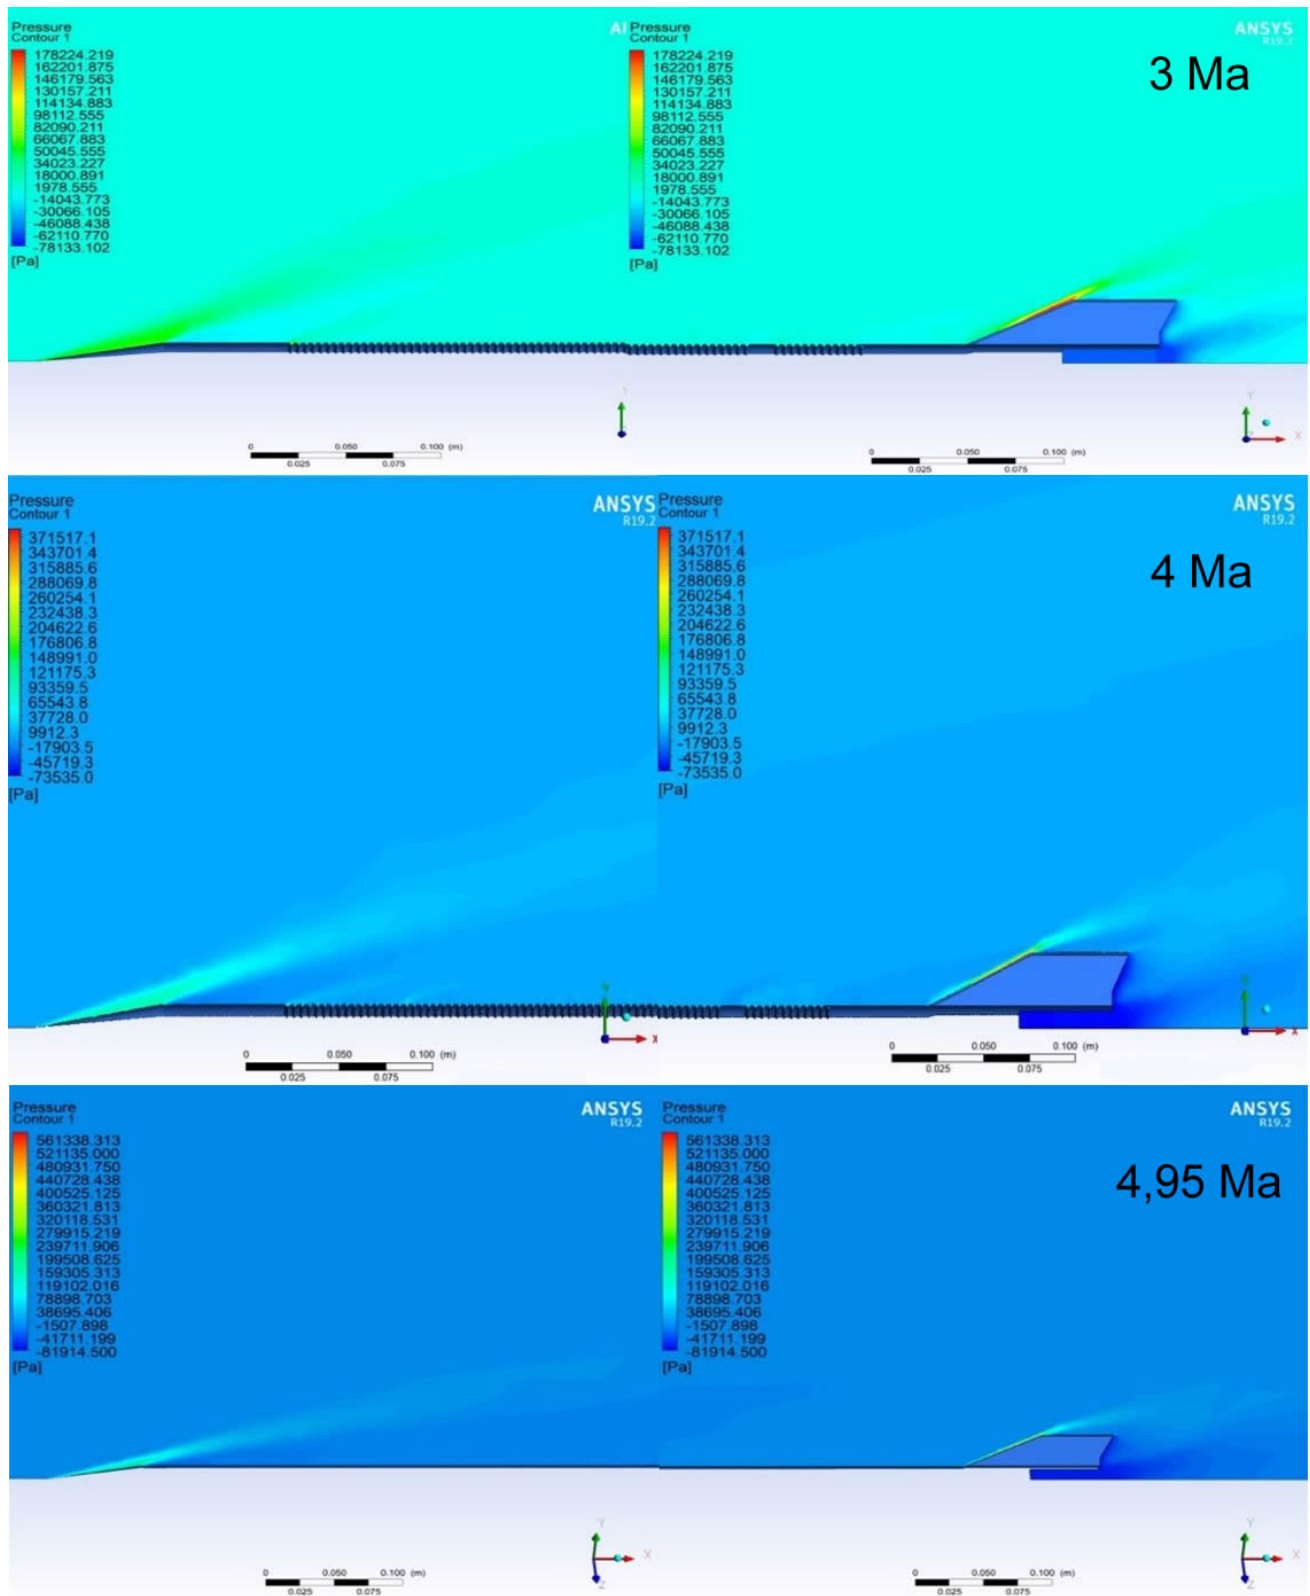 Pressure
Contour 1
178224.219
162201.875
146179.563
130157.211
114134.883
98112.555
82090.211
66067.883
50045.555
34023.227
18000.891
1978.555
-14043.773
-30066.105
-46088.438
-62110.770
-78133.102
[Pa]
0 0.050 0.100 (m)
0.025 0.075
Y
Pressure
Contour 1
178224.219
162201.875
146179.563
130157.211
114134.883
98112.555
82090.211
66067.883
50045.555
34023.227
18000.891
1978.555
-14043.773
-30066.105
-46088.438
-62110.770
-78133.102
[Pa]
ANSYS
R19.2
3 Ma
0 0.050 0.100 (m)
0.025 0.075
Y
Z X
Pressure
Contour 1
371517.1
343701.4
315885.6
288069.8
260254.1
232438.3
204622.6
176806.8
148991.0
121175.3
93359.5
65543.8
37728.0
9912.3
-17903.5
-45719.3
-73535.0
[Pa]
ANSYS
R19.2
0 0.050 0.100 (m)
0.025 0.075
X
Pressure
Contour 1
371517.1
343701.4
315885.6
288069.8
260254.1
232438.3
204622.6
176806.8
148991.0
121175.3
93359.5
65543.8
37728.0
9912.3
-17903.5
-45719.3
-73535.0
[Pa]
ANSYS
R19.2
4 Ma
0 0.050 0.100 (m)
0.025 0.075
X
Pressure
Contour 1
561338.313
521135.000
480931.750
440728.438
400525.125
360321.813
320118.531
279915.219
239711.906
199508.625
159305.313
119102.016
78898.703
38695.406
-1507.898
-41711.199
-81914.500
[Pa]
ANSYS
R19.2
0 0.050 0.100 (m)
0.025 0.075
Y
X
Z
Pressure
Contour 1
561338.313
521135.000
480931.750
440728.438
400525.125
360321.813
320118.531
279915.219
239711.906
199508.625
159305.313
119102.016
78898.703
38695.406
-1507.898
-41711.199
-81914.500
[Pa]
ANSYS
R19.2
4,95 Ma
0 0.050 0.100 (m)
0.025 0.075
Y
X
Z